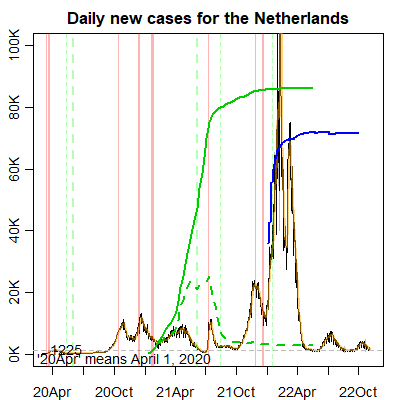 Daily new cases for the Netherlands
100K
80K
60K
40K
20K
0K
1225
'20Apr' means April 1, 2020
20Apr 20Oct 21Apr 21Oct 22Apr 22Oct